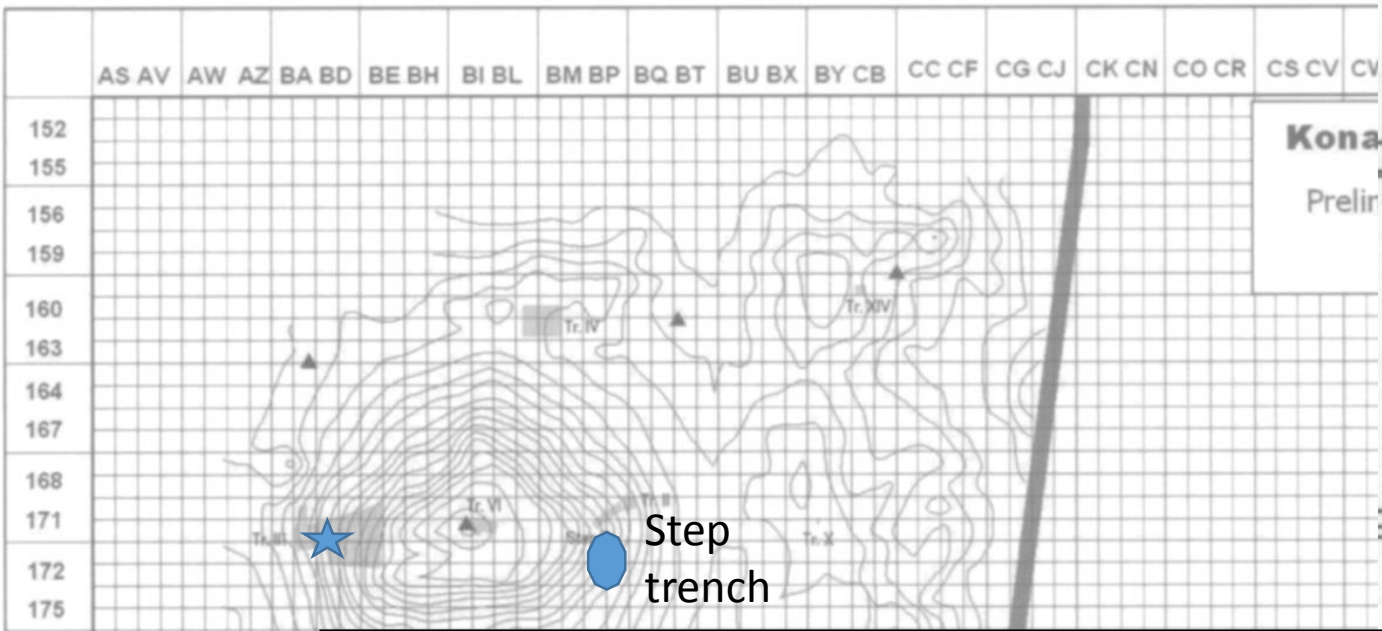 AS AV AW AZ BA BD BE BH BI BL BM BP BQ BT BU BX BY CB CC CF CG CJ CK CN CO CR CS CV
152
Kona
155
156
Prelin
159
160
Tr. XIV
Tr. IV
163
164
167
168
Tr. VI
Tr. II
171
Tr. III
Tr. X
Step
trench
172
175